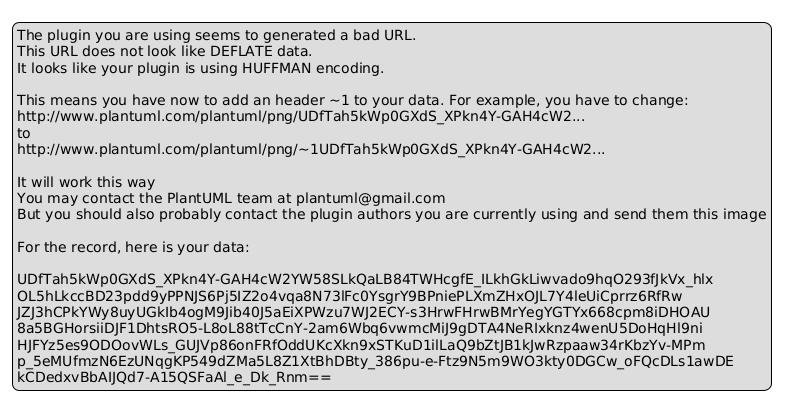 The plugin you are using seems to generated a bad URL.
This URL does not look like DEFLATE data.
It looks like your plugin is using HUFFMAN encoding.

This means you have now to add an header ~1 to your data. For example, you have to change:
http://www.plantuml.com/plantuml/png/UDfTah5kWp0GXdS_XPkn4Y-GAH4cW2...
to
http://www.plantuml.com/plantuml/png/~1UDfTah5kWp0GXdS_XPkn4Y-GAH4cW2...

It will work this way
You may contact the PlantUML team at plantuml@gmail.com
But you should also probably contact the plugin authors you are currently using and send them this image

For the record, here is your data:

UDfTah5kWp0GXdS_XPkn4Y-GAH4cW2YW58SLkQaLB84TWHcgfE_ILkhGkLiwvado9hqO293fJkVx_hlx
OL5hLkccBD23pdd9yPPNJS6Pj5lZ2o4vqa8N73lFc0YsgrY9BPniePLXmZHxOJL7Y4leUiCprrz6RfRw
JZJ3hCPkYWy8uyUGkIb4ogM9Jib40J5aEiXPWzu7WJ2ECY-s3HrwFHrwBMrYegYGTYx668cpm8iDHOAU
8a5BGHorsiiDJF1DhtsRO5-L8oL88tTcCnY-2am6Wbq6vwmcMiJ9gDTA4NeRIxknz4wenU5DoHqHl9ni
HJFYz5es9ODOovWLs_GUJVp86onFRfOddUKcXkn9xSTKuD1ilLaQ9bZtJB1kJwRzpaaw34rKbzYv-MPm
p_5eMUfmzN6EzUNqgKP549dZMa5L8Z1XtBhDBty_386pu-e-Ftz9N5m9WO3kty0DGCw_oFQcDLs1awDE
kCDedxvBbAIJQd7-A15QSFaAl_e_Dk_Rnm==